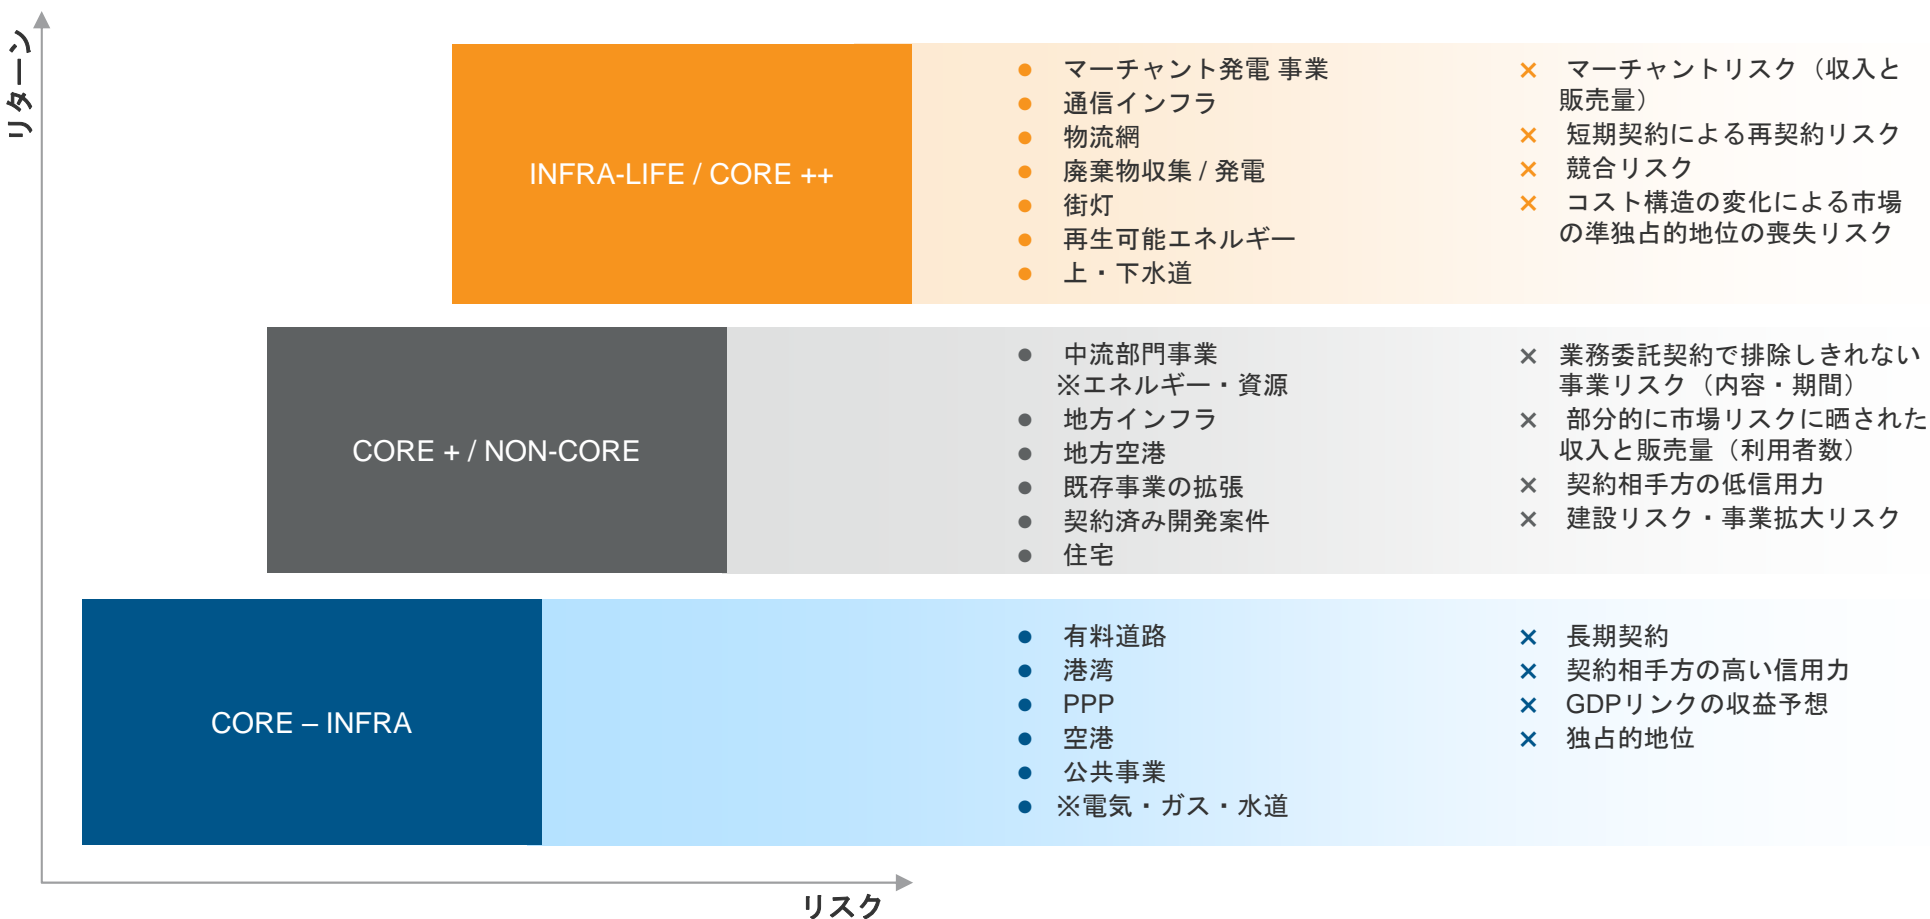 リターン
INFRA-LIFE / CORE ++
● マーチャント発電 事業
● 通信インフラ
● 物流網
● 廃棄物収集 / 発電
● 街灯
● 再生可能エネルギー
● 上・下水道
× マーチャントリスク（収入と
販売量）
× 短期契約による再契約リスク
× 競合リスク
× コスト構造の変化による市場
の準独占的地位の喪失リスク
CORE + / NON-CORE
● 中流部門事業
※エネルギー・資源
● 地方インフラ
● 地方空港
● 既存事業の拡張
● 契約済み開発案件
● 住宅
× 業務委託契約で排除しきれない
事業リスク（内容・期間）
× 部分的に市場リスクに晒された
収入と販売量（利用者数）
× 契約相手方の低信用力
× 建設リスク・事業拡大リスク
CORE – INFRA
● 有料道路
● 港湾
● PPP
● 空港
● 公共事業
● ※電気・ガス・水道
× 長期契約
× 契約相手方の高い信用力
× GDPリンクの収益予想
× 独占的地位
リスク